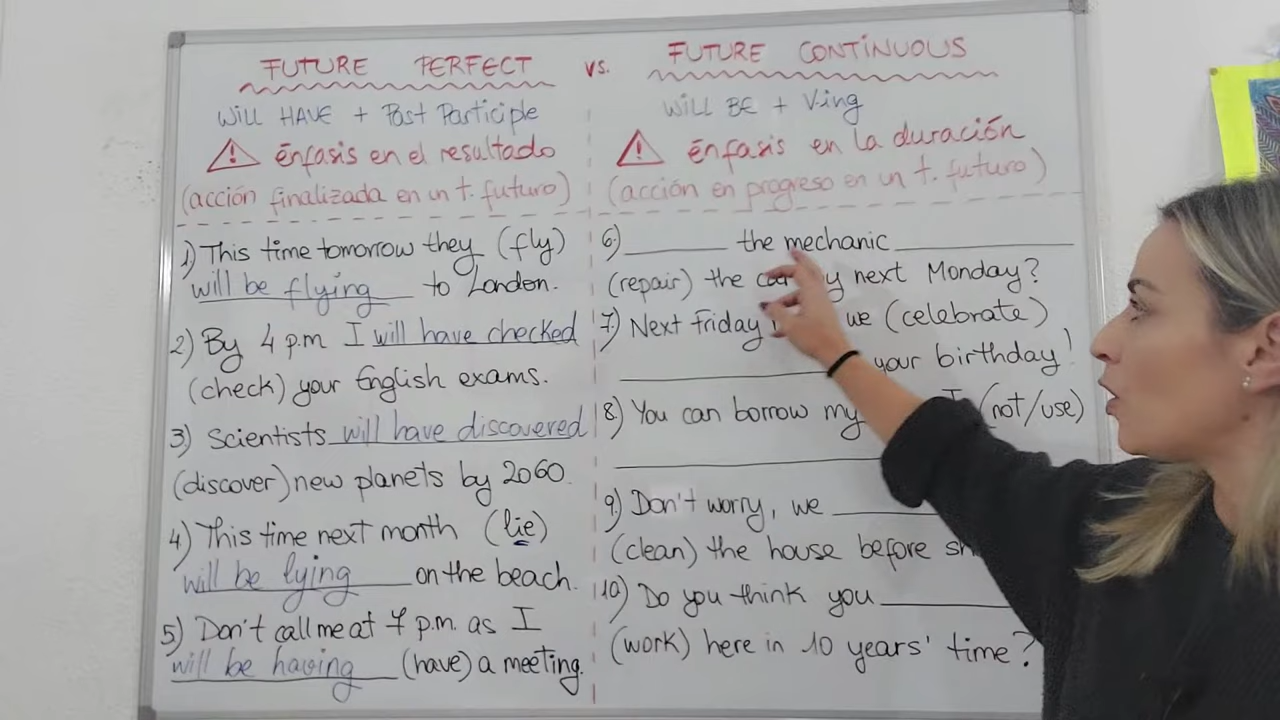 FUTURE PERFECT vs. FUTURE CONTINUOUS
WILL HAVE + Past Participle
énfasis en el resultado
(acción finalizada en un t. futuro)
1) This time tomorrow they (fly)
will be flying to London.
2) By 4 p.m I will have checked
(check) your English exams.
3) Scientists will have discovered
(discover) new planets by 2060.
4) This time next month (lie)
will be lying on the beach.
5) Don't call me at 7 p.m. as I
will be having (have) a meeting.
WILL BE + Ving
énfasis en la duración
(acción en progreso en un t. futuro)
6) ______ the mechanic ______
(repair) the next Monday?
7) Next Friday we (celebrate)
______ your birthday!
8) You can borrow my I (not/use)
______
9) Don't worry, we ______
(clean) the house before
10) Do you think you ______
(work) here in 10 years' time?